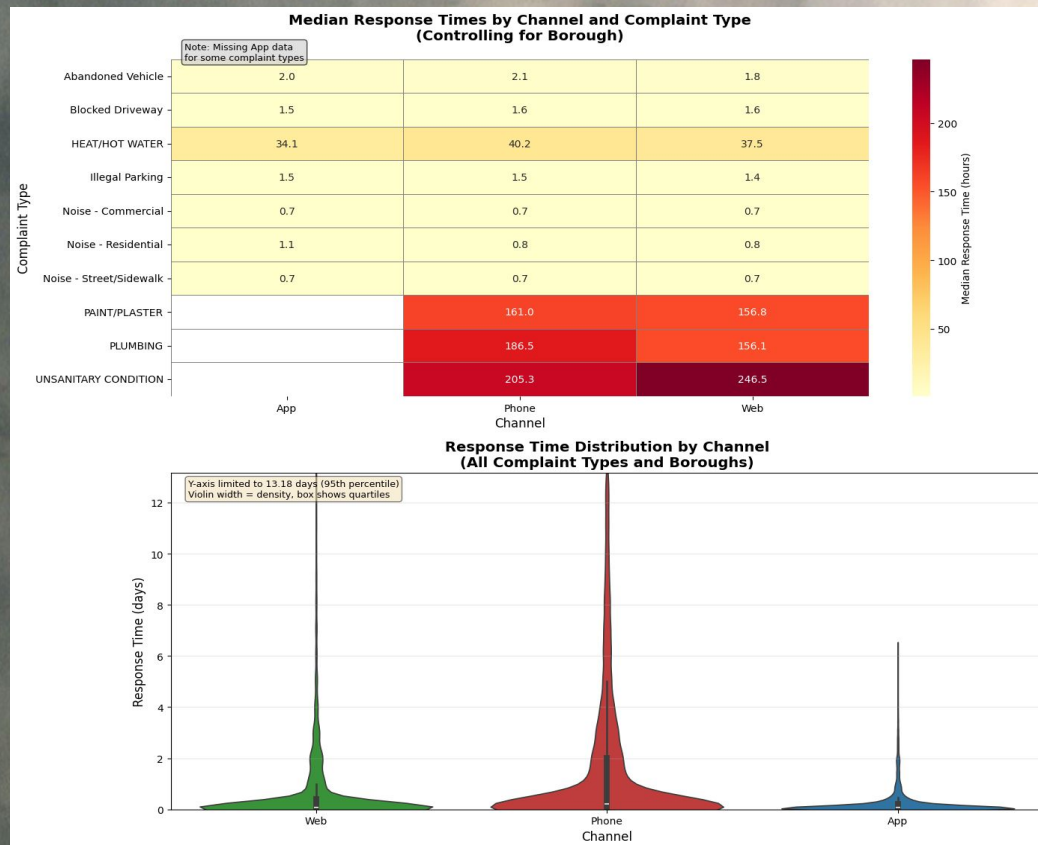 Median Response Times by Channel and Complaint Type
(Controlling for Borough)
Note: Missing App data
for some complaint types
Complaint Type
Abandoned Vehicle 2.0 2.1 1.8
Blocked Driveway 1.5 1.6 1.6
HEAT/HOT WATER 34.1 40.2 37.5
Illegal Parking 1.5 1.5 1.4
Noise - Commercial 0.7 0.7 0.7
Noise - Residential 1.1 0.8 0.8
Noise - Street/Sidewalk 0.7 0.7 0.7
PAINT/PLASTER 161.0 156.8
PLUMBING 186.5 156.1
UNSANITARY CONDITION 205.3 246.5
App Phone Web
Channel
200
150
100
50
Median Response Time (hours)
Response Time Distribution by Channel
(All Complaint Types and Boroughs)
Y-axis limited to 13.18 days (95th percentile)
Violin width = density, box shows quartiles
Response Time (days)
12
10
8
6
4
2
0
Web Phone App
Channel